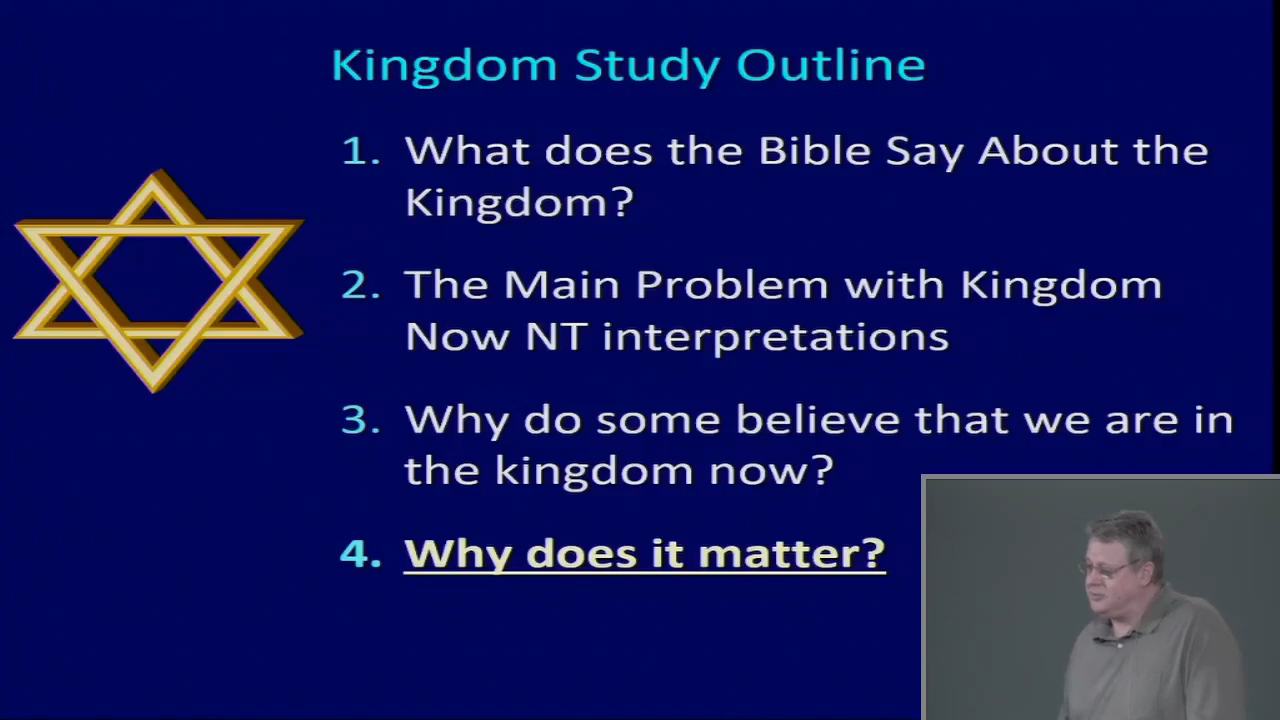 Kingdom Study Outline
1. What does the Bible Say About the
Kingdom?
2. The Main Problem with Kingdom
Now NT interpretations
3. Why do some believe that we are in
the kingdom now?
4. Why does it matter?